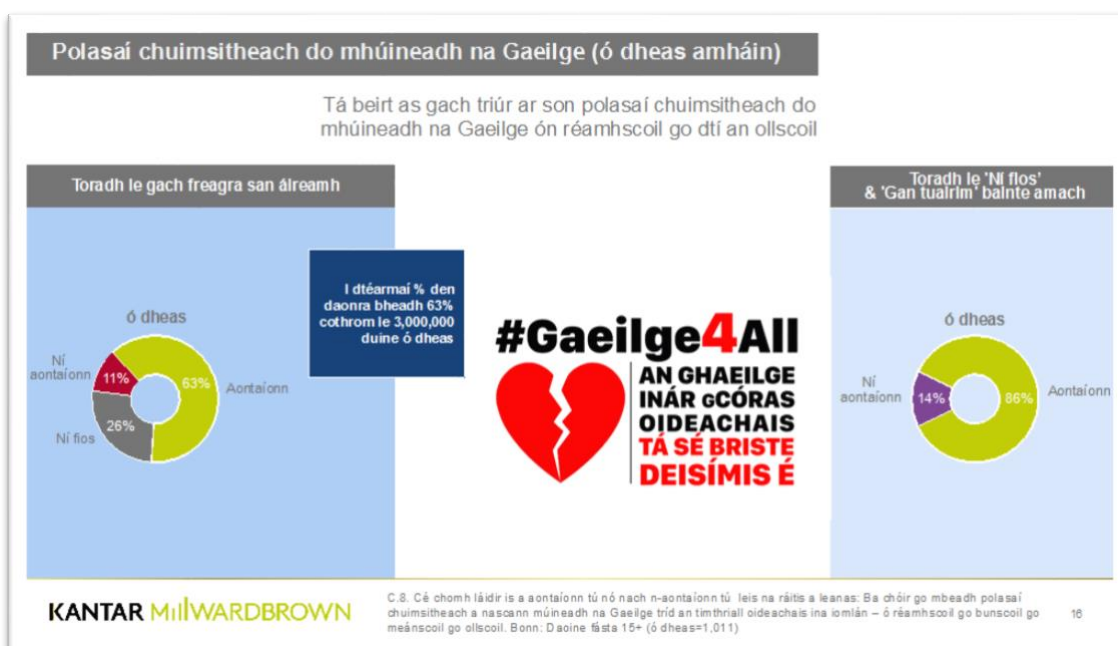 Polasaí chuimsitheach do mhúineadh na Gaeilge (ó dheas amháin)
Tá beirt as gach triúr ar son polasaí chuimsitheach do
mhúineadh na Gaeilge ón réamhscoil go dtí an ollscoil
Toradh le gach freagra san áireamh
I dtéarmaí % den
daonra bheadh 63%
cothrom le 3,000,000
duine ó dheas
ó dheas
Ní
aontaíonn
11%
63%
Aontaíonn
26%
Ní fios
#Gaeilge4All
AN GHAEILGE
INÁR gCÓRAS
OIDEACHAIS
TÁ SÉ BRISTE
DEISÍMIS É
Toradh le 'Ní fios'
& 'Gan tuairim' bainte amach
ó dheas
Ní
aontaíonn
14%
86%
Aontaíonn
KANTAR MillWARDBROWN
C.8. Cé chomh láidir is a aontaíonn tú nó nach n-aontaíonn tú leis na ráitis a leanas: Ba chóir go mbeadh polasaí
chuimsitheach a nascann múineadh na Gaeilge tríd an timthriall oideachais ina iomlán – ó réamhscoil go bunscoil go
meánscoil go ollscoil. Bonn: Daoine fásta 15+ (ó dheas=1,011)
16